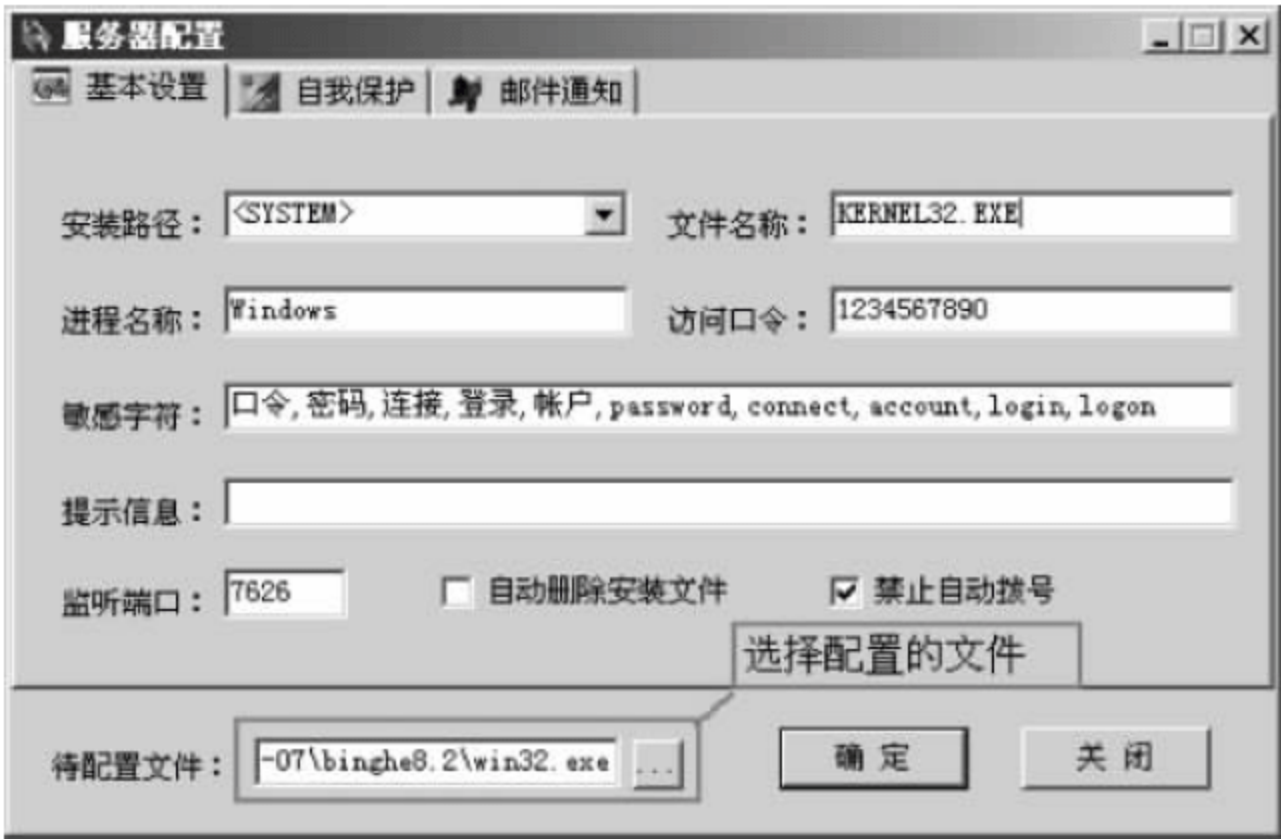 服务器配置
基本设置 自我保护 邮件通知
安装路径： <SYSTEM> 文件名称： KERNEL32.EXE
进程名称： Windows 访问口令： 1234567890
敏感字符： 口令,密码,连接,登录,帐户,password,connect,account,login,logon
提示信息：
监听端口： 7626 自动删除安装文件 禁止自动拨号
选择配置的文件
待配置文件： -07\binghe8.2\win32.exe ... 确定 关闭